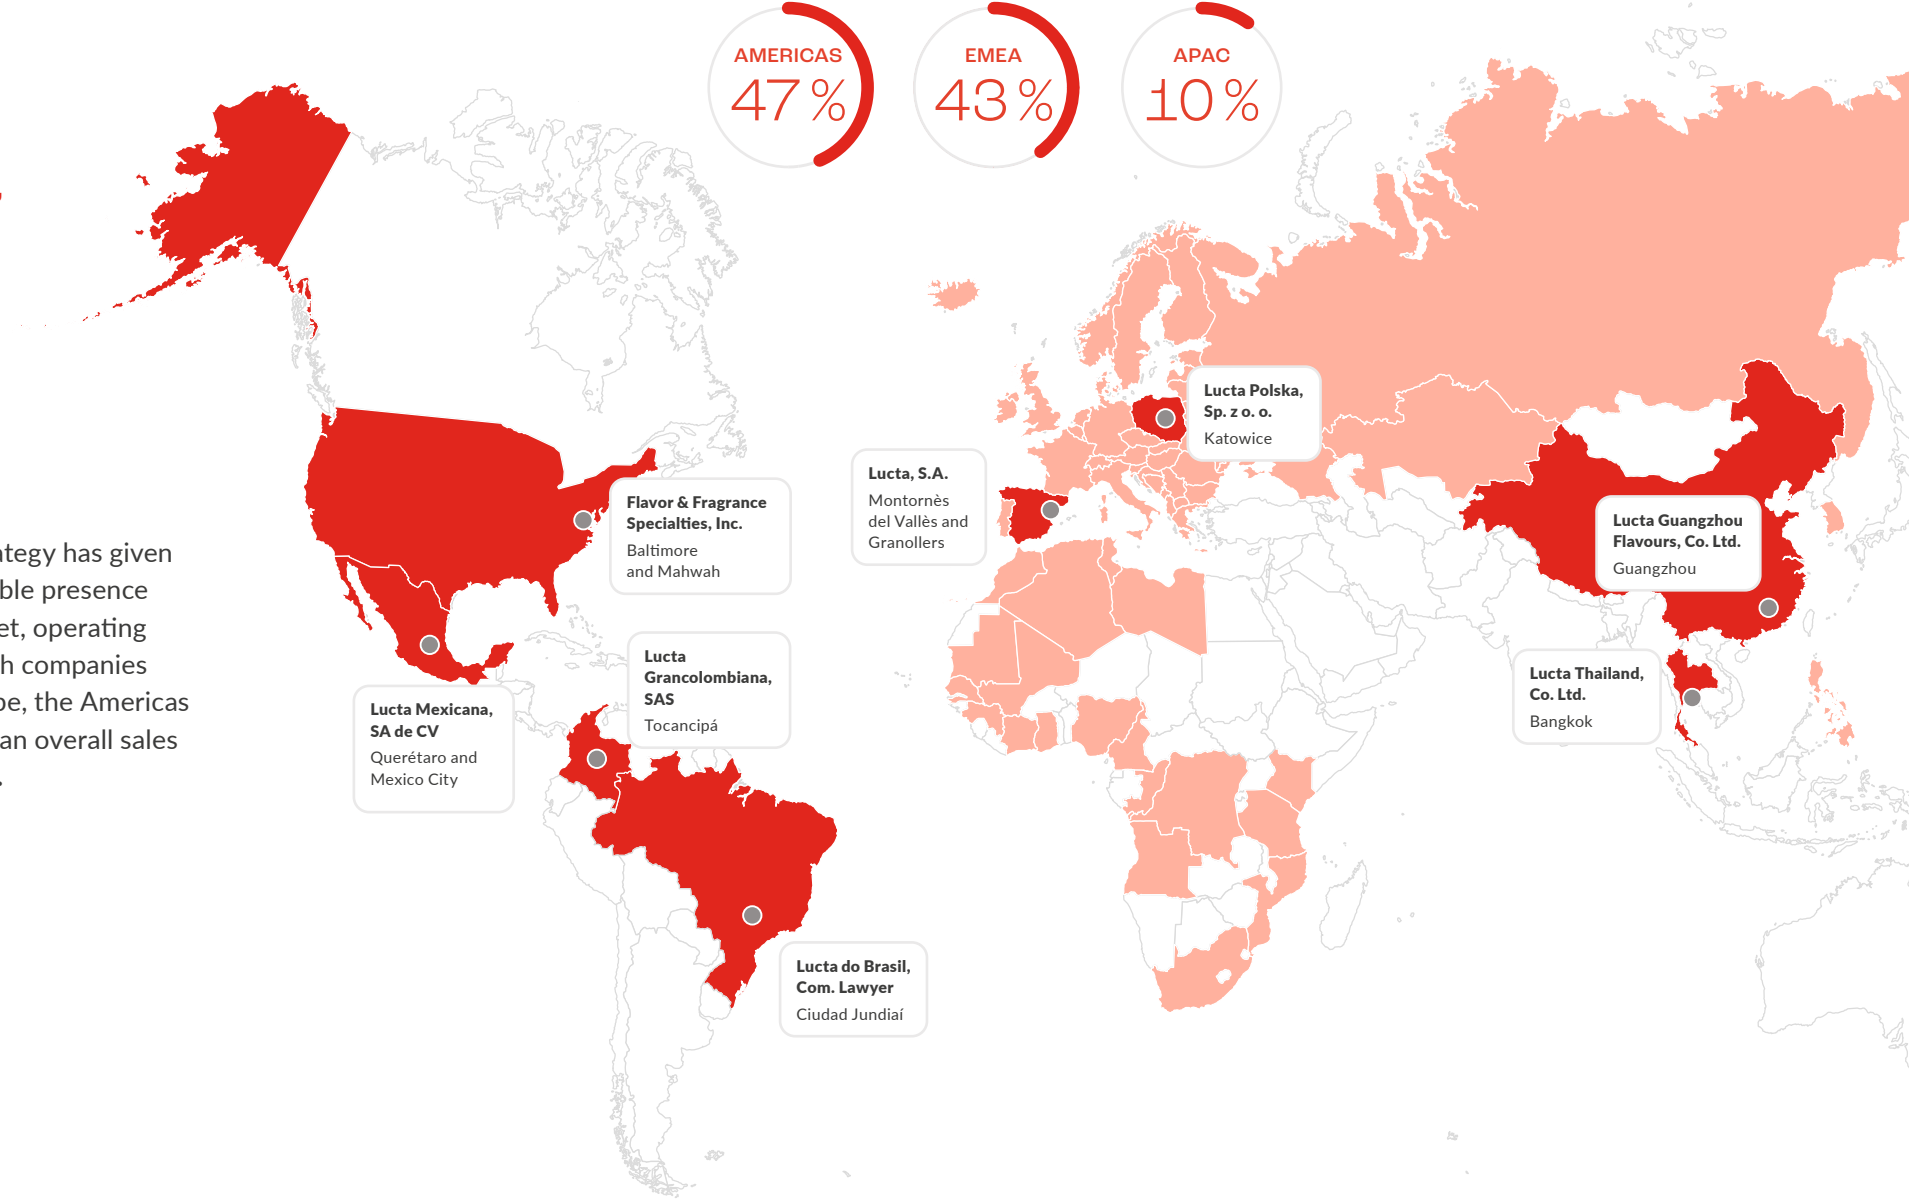 AMERICAS
47 %
EMEA
43 %
APAC
10 %
ategy has given
ble presence
et, operating
h companies
pe, the Americas
an overall sales
.
Lucta Polska,
Sp. z o. o.
Katowice
Lucta, S.A.
Montornès
del Vallès and
Granollers
Flavor & Fragrance
Specialties, Inc.
Baltimore
and Mahwah
Lucta Guangzhou
Flavours, Co. Ltd.
Guangzhou
Lucta
Grancolombiana,
SAS
Tocancipá
Lucta Thailand,
Co. Ltd.
Bangkok
Lucta Mexicana,
SA de CV
Querétaro and
Mexico City
Lucta do Brasil,
Com. Lawyer
Ciudad Jundiaí